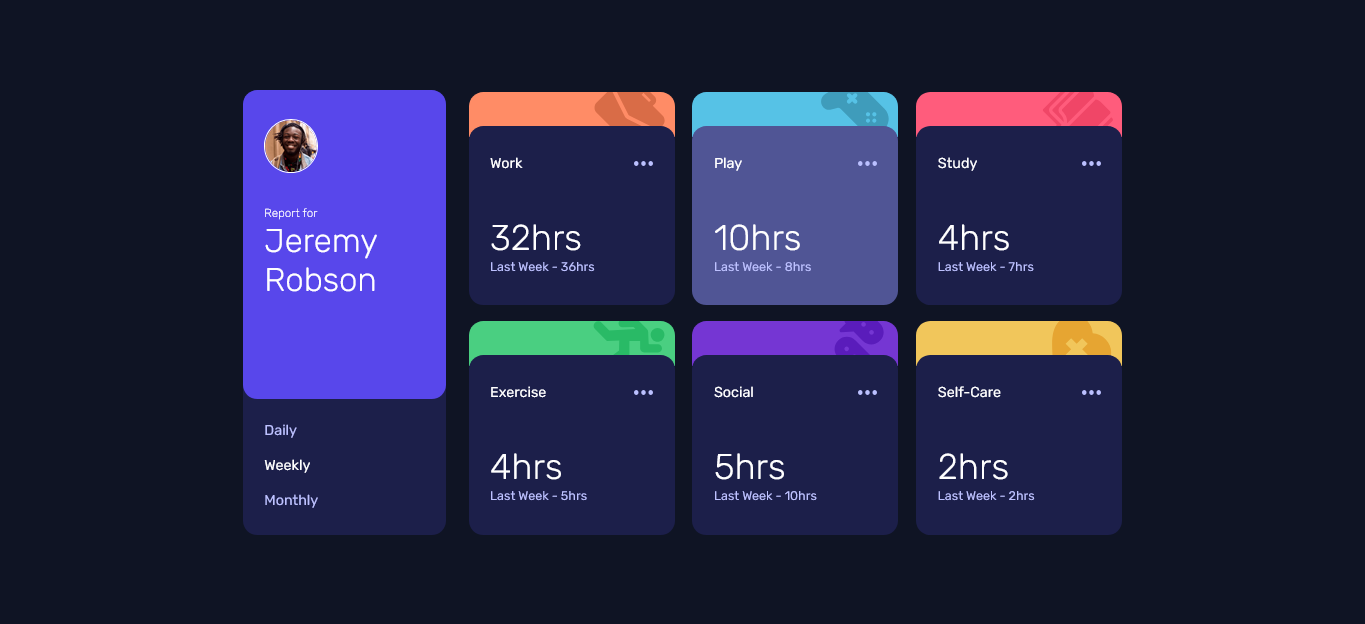 Report for
Jeremy
Robson
Daily
Weekly
Monthly
Work
32hrs
Last Week - 36hrs
Play
10hrs
Last Week - 8hrs
Study
4hrs
Last Week - 7hrs
Exercise
4hrs
Last Week - 5hrs
Social
5hrs
Last Week - 10hrs
Self-Care
2hrs
Last Week - 2hrs